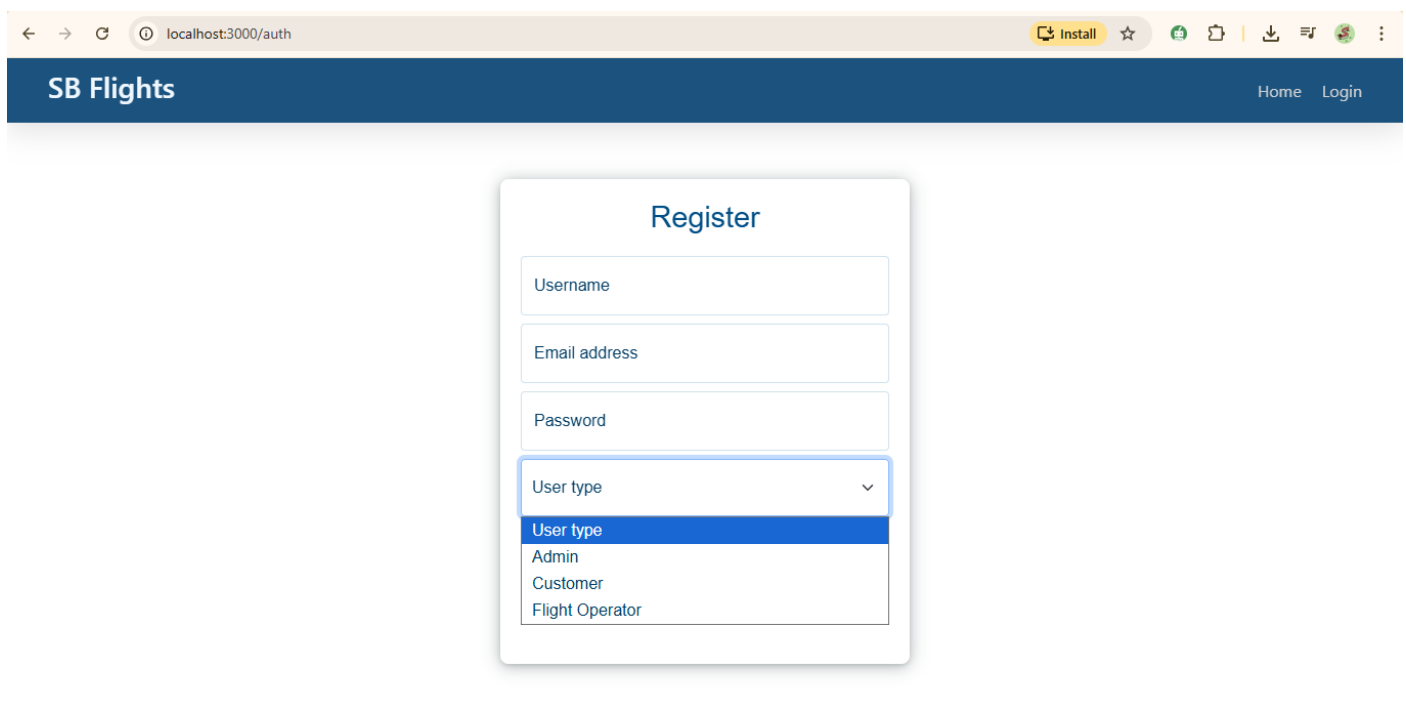 localhost:3000/auth
Install
SB Flights
Home Login
Register
Username
Email address
Password
User type
User type
Admin
Customer
Flight Operator